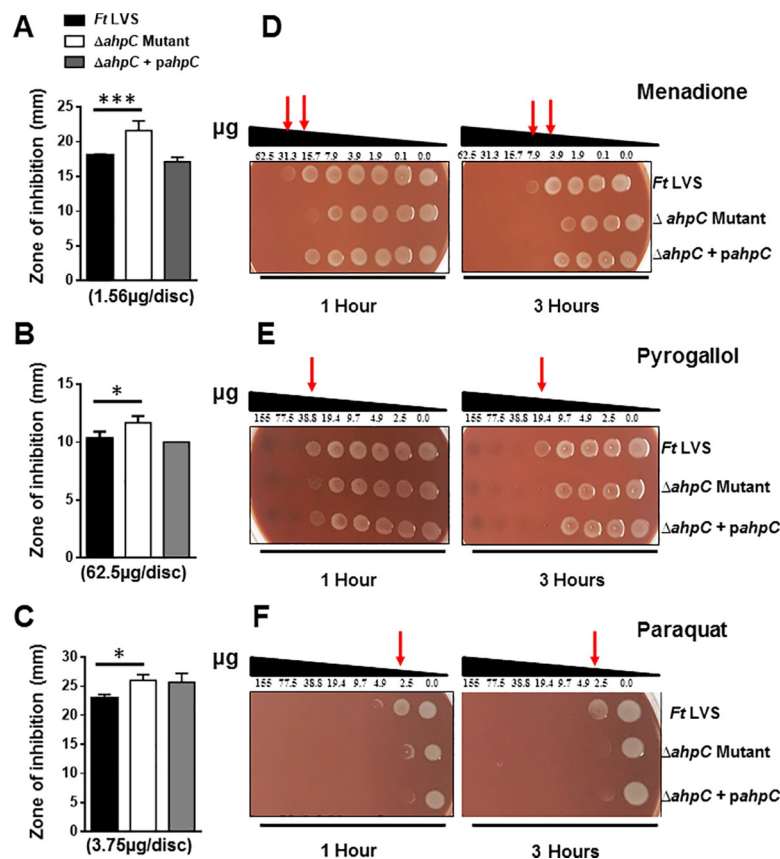 A
Ft LVS
ΔahpC Mutant
ΔahpC + pahpC
Zone of inhibition (mm)
25
20
15
10
5
0
***
(1.56µg/disc)
D
Menadione
µg
62.5 31.3 15.7 7.9 3.9 1.9 0.1 0.0
62.5 31.3 15.7 7.9 3.9 1.9 0.1 0.0
Ft LVS
Δ ahpC Mutant
ΔahpC + pahpC
1 Hour
3 Hours
B
Zone of inhibition (mm)
15
10
5
0
*
(62.5µg/disc)
E
Pyrogallol
µg
155 77.5 38.8 19.4 9.7 4.9 2.5 0.0
155 77.5 38.8 19.4 9.7 4.9 2.5 0.0
Ft LVS
ΔahpC Mutant
ΔahpC + pahpC
1 Hour
3 Hours
C
Zone of inhibition (mm)
30
25
20
15
10
5
0
*
(3.75µg/disc)
F
Paraquat
µg
155 77.5 38.8 19.4 9.7 4.9 2.5 0.0
155 77.5 38.8 19.4 9.7 4.9 2.5 0.0
Ft LVS
ΔahpC Mutant
ΔahpC + pahpC
1 Hour
3 Hours